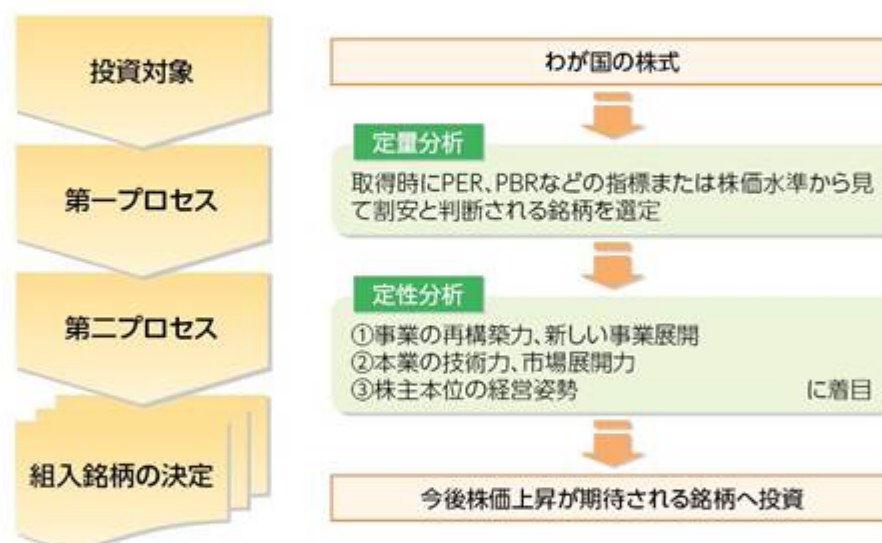 投資対象
わが国の株式
第一プロセス
定量分析
取得時にPER、PBRなどの指標または株価水準から見
て割安と判断される銘柄を選定
第二プロセス
定性分析
①事業の再構築力、新しい事業展開
②本業の技術力、市場展開力
③株主本位の経営姿勢 に着目
組入銘柄の決定
今後株価上昇が期待される銘柄へ投資